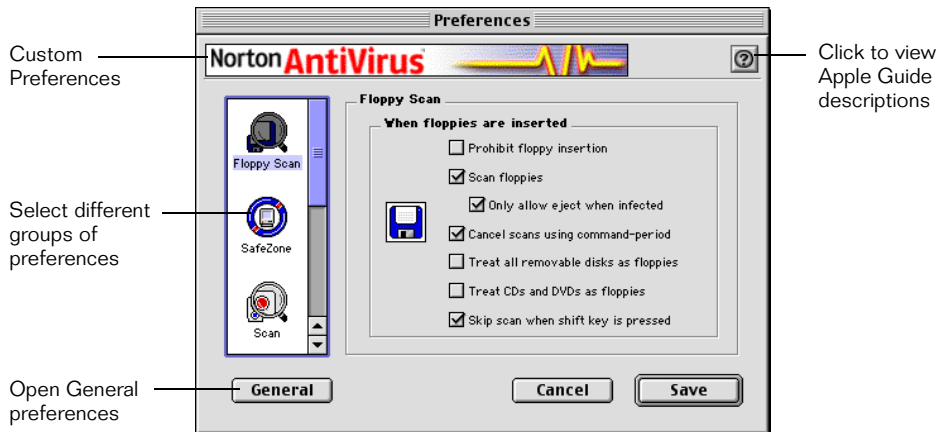 Preferences
Norton AntiVirus
?
Custom
Preferences
Click to view
Apple Guide
descriptions
Floppy Scan
SafeZone
Scan
Select different
groups of
preferences
Floppy Scan
When floppies are inserted
Prohibit floppy insertion
Scan floppies
Only allow eject when infected
Cancel scans using command-period
Treat all removable disks as floppies
Treat CDs and DVDs as floppies
Skip scan when shift key is pressed
Open General
preferences
General
Cancel
Save